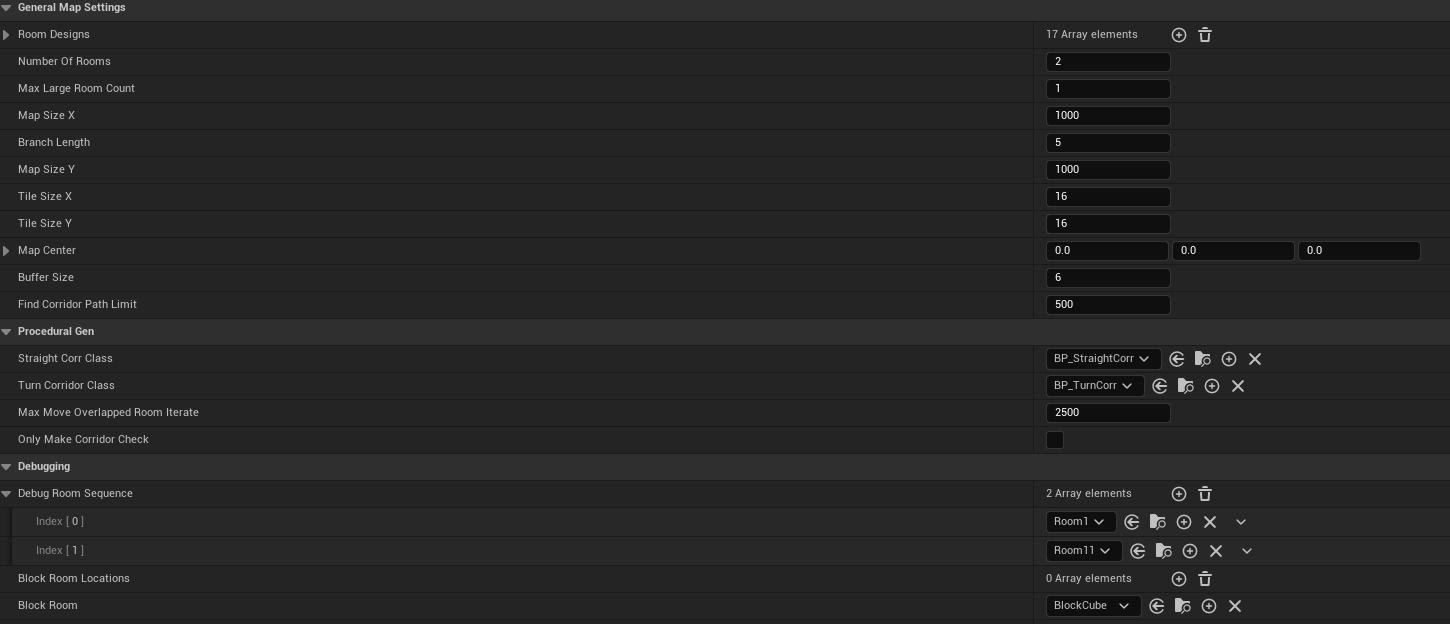 General Map Settings
Room Designs 17 Array elements
Number Of Rooms 2
Max Large Room Count 1
Map Size X 1000
Branch Length 5
Map Size Y 1000
Tile Size X 16
Tile Size Y 16
Map Center 0.0 0.0 0.0
Buffer Size 6
Find Corridor Path Limit 500
Procedural Gen
Straight Corr Class BP_StraightCorr
Turn Corridor Class BP_TurnCorr
Max Move Overlapped Room Iterate 2500
Only Make Corridor Check
Debugging
Debug Room Sequence 2 Array elements
Index [ 0 ] Room1
Index [ 1 ] Room11
Block Room Locations 0 Array elements
Block Room BlockCube